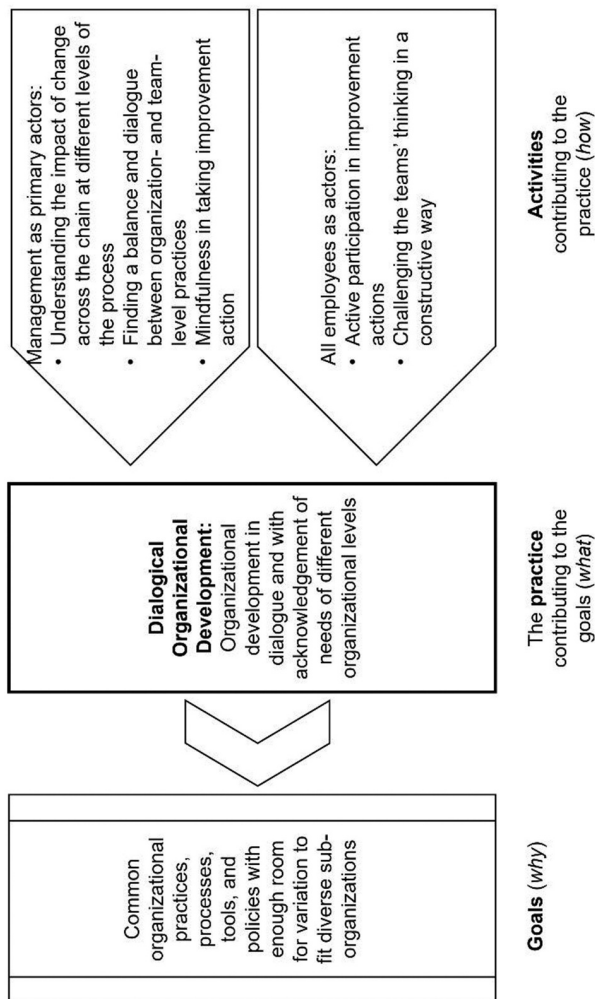 Common
organizational
practices,
processes,
tools, and
policies with
enough room
for variation to
fit diverse sub-
organizations
Dialogical
Organizational
Development:
Organizational
development in
dialogue and with
acknowledgement of
needs of different
organizational levels
Management as primary actors:
• Understanding the impact of change
across the chain at different levels of
the process
• Finding a balance and dialogue
between organization- and team-
level practices
• Mindfulness in taking improvement
action
All employees as actors:
• Active participation in improvement
actions
• Challenging the teams' thinking in a
constructive way
Goals (why)
The practice
contributing to the
goals (what)
Activities
contributing to the
practice (how)